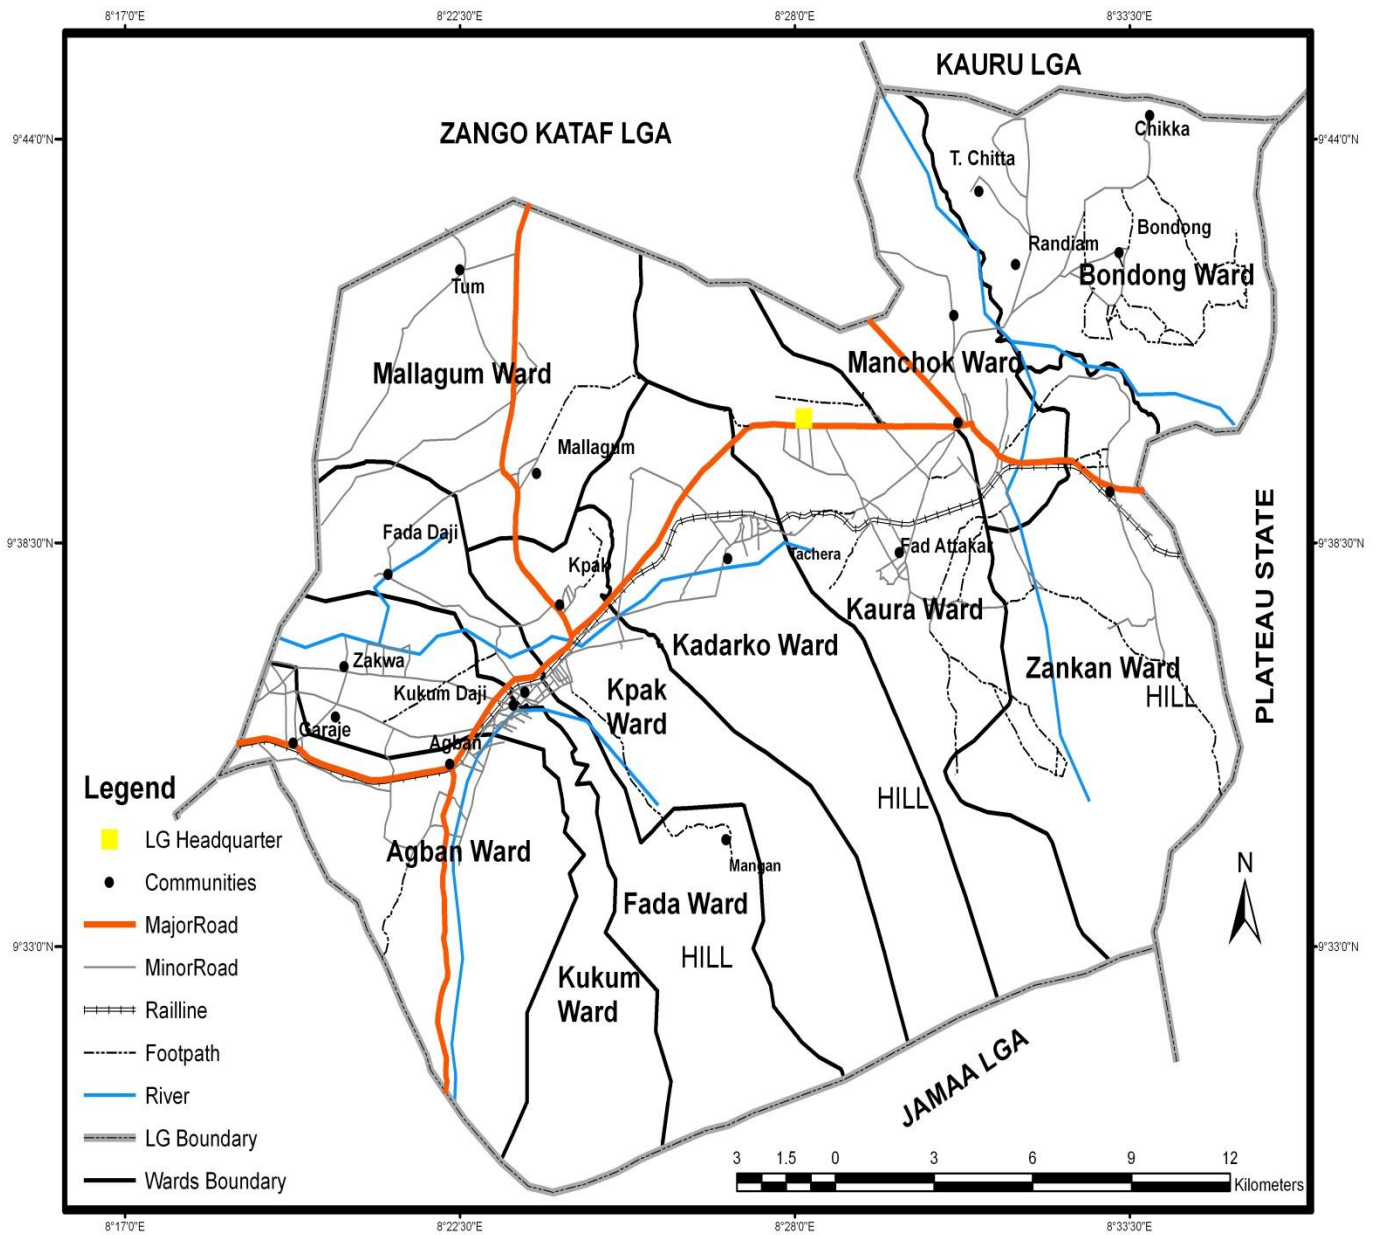 8°17'0"E
8°22'30"E
8°28'0"E
8°33'30"E
KAURU LGA
ZANGO KATAF LGA
9°44'0"N
9°44'0"N
Chikka
T. Chitta
Bondong
Randiam
Bondong Ward
Tum
Mallagum Ward
Manchok Ward
Mallagum
Fada Daji
9°38'30"N
9°38'30"N
Kpak
Tachera
Fad Attakar
PLATEAU STATE
Kaura Ward
Kadarko Ward
Zakwa
Zankan Ward
Kukum Daji
Kpak
Ward
HILL
Garaje
Agban
Legend
HILL
LG Headquarter
Agban Ward
Mangan
N
Communities
Fada Ward
MajorRoad
9°33'0"N
9°33'0"N
HILL
MinorRoad
Kukum
Ward
Railline
Footpath
JAMAA LGA
River
LG Boundary
Wards Boundary
3 1.5 0 3 6 9 12
Kilometers
8°17'0"E
8°22'30"E
8°28'0"E
8°33'30"E